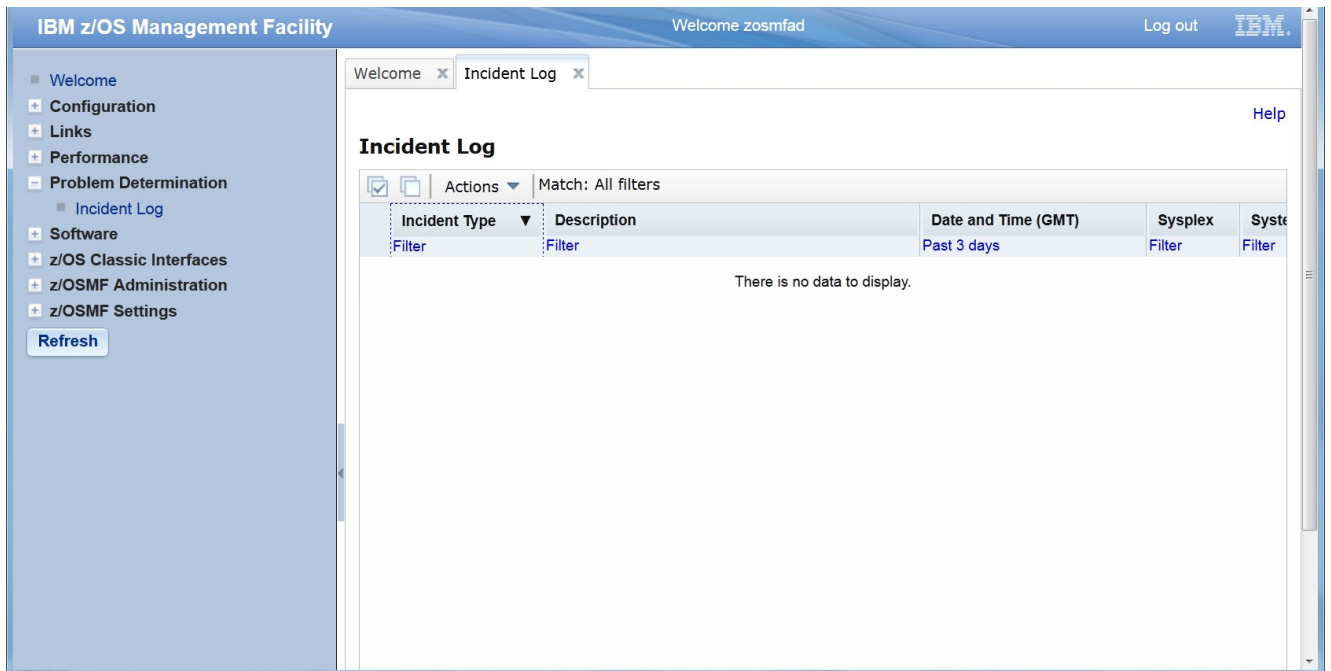 IBM z/OS Management Facility
Welcome zosmfad
Log out
IBM.
Welcome
Configuration
Links
Performance
Problem Determination
Incident Log
Software
z/OS Classic Interfaces
z/OSMF Administration
z/OSMF Settings
Refresh
Welcome
Incident Log
Help
Incident Log
Actions
Match: All filters
Incident Type Description Date and Time (GMT) Sysplex Syste
Filter Filter Past 3 days Filter Filter
There is no data to display.